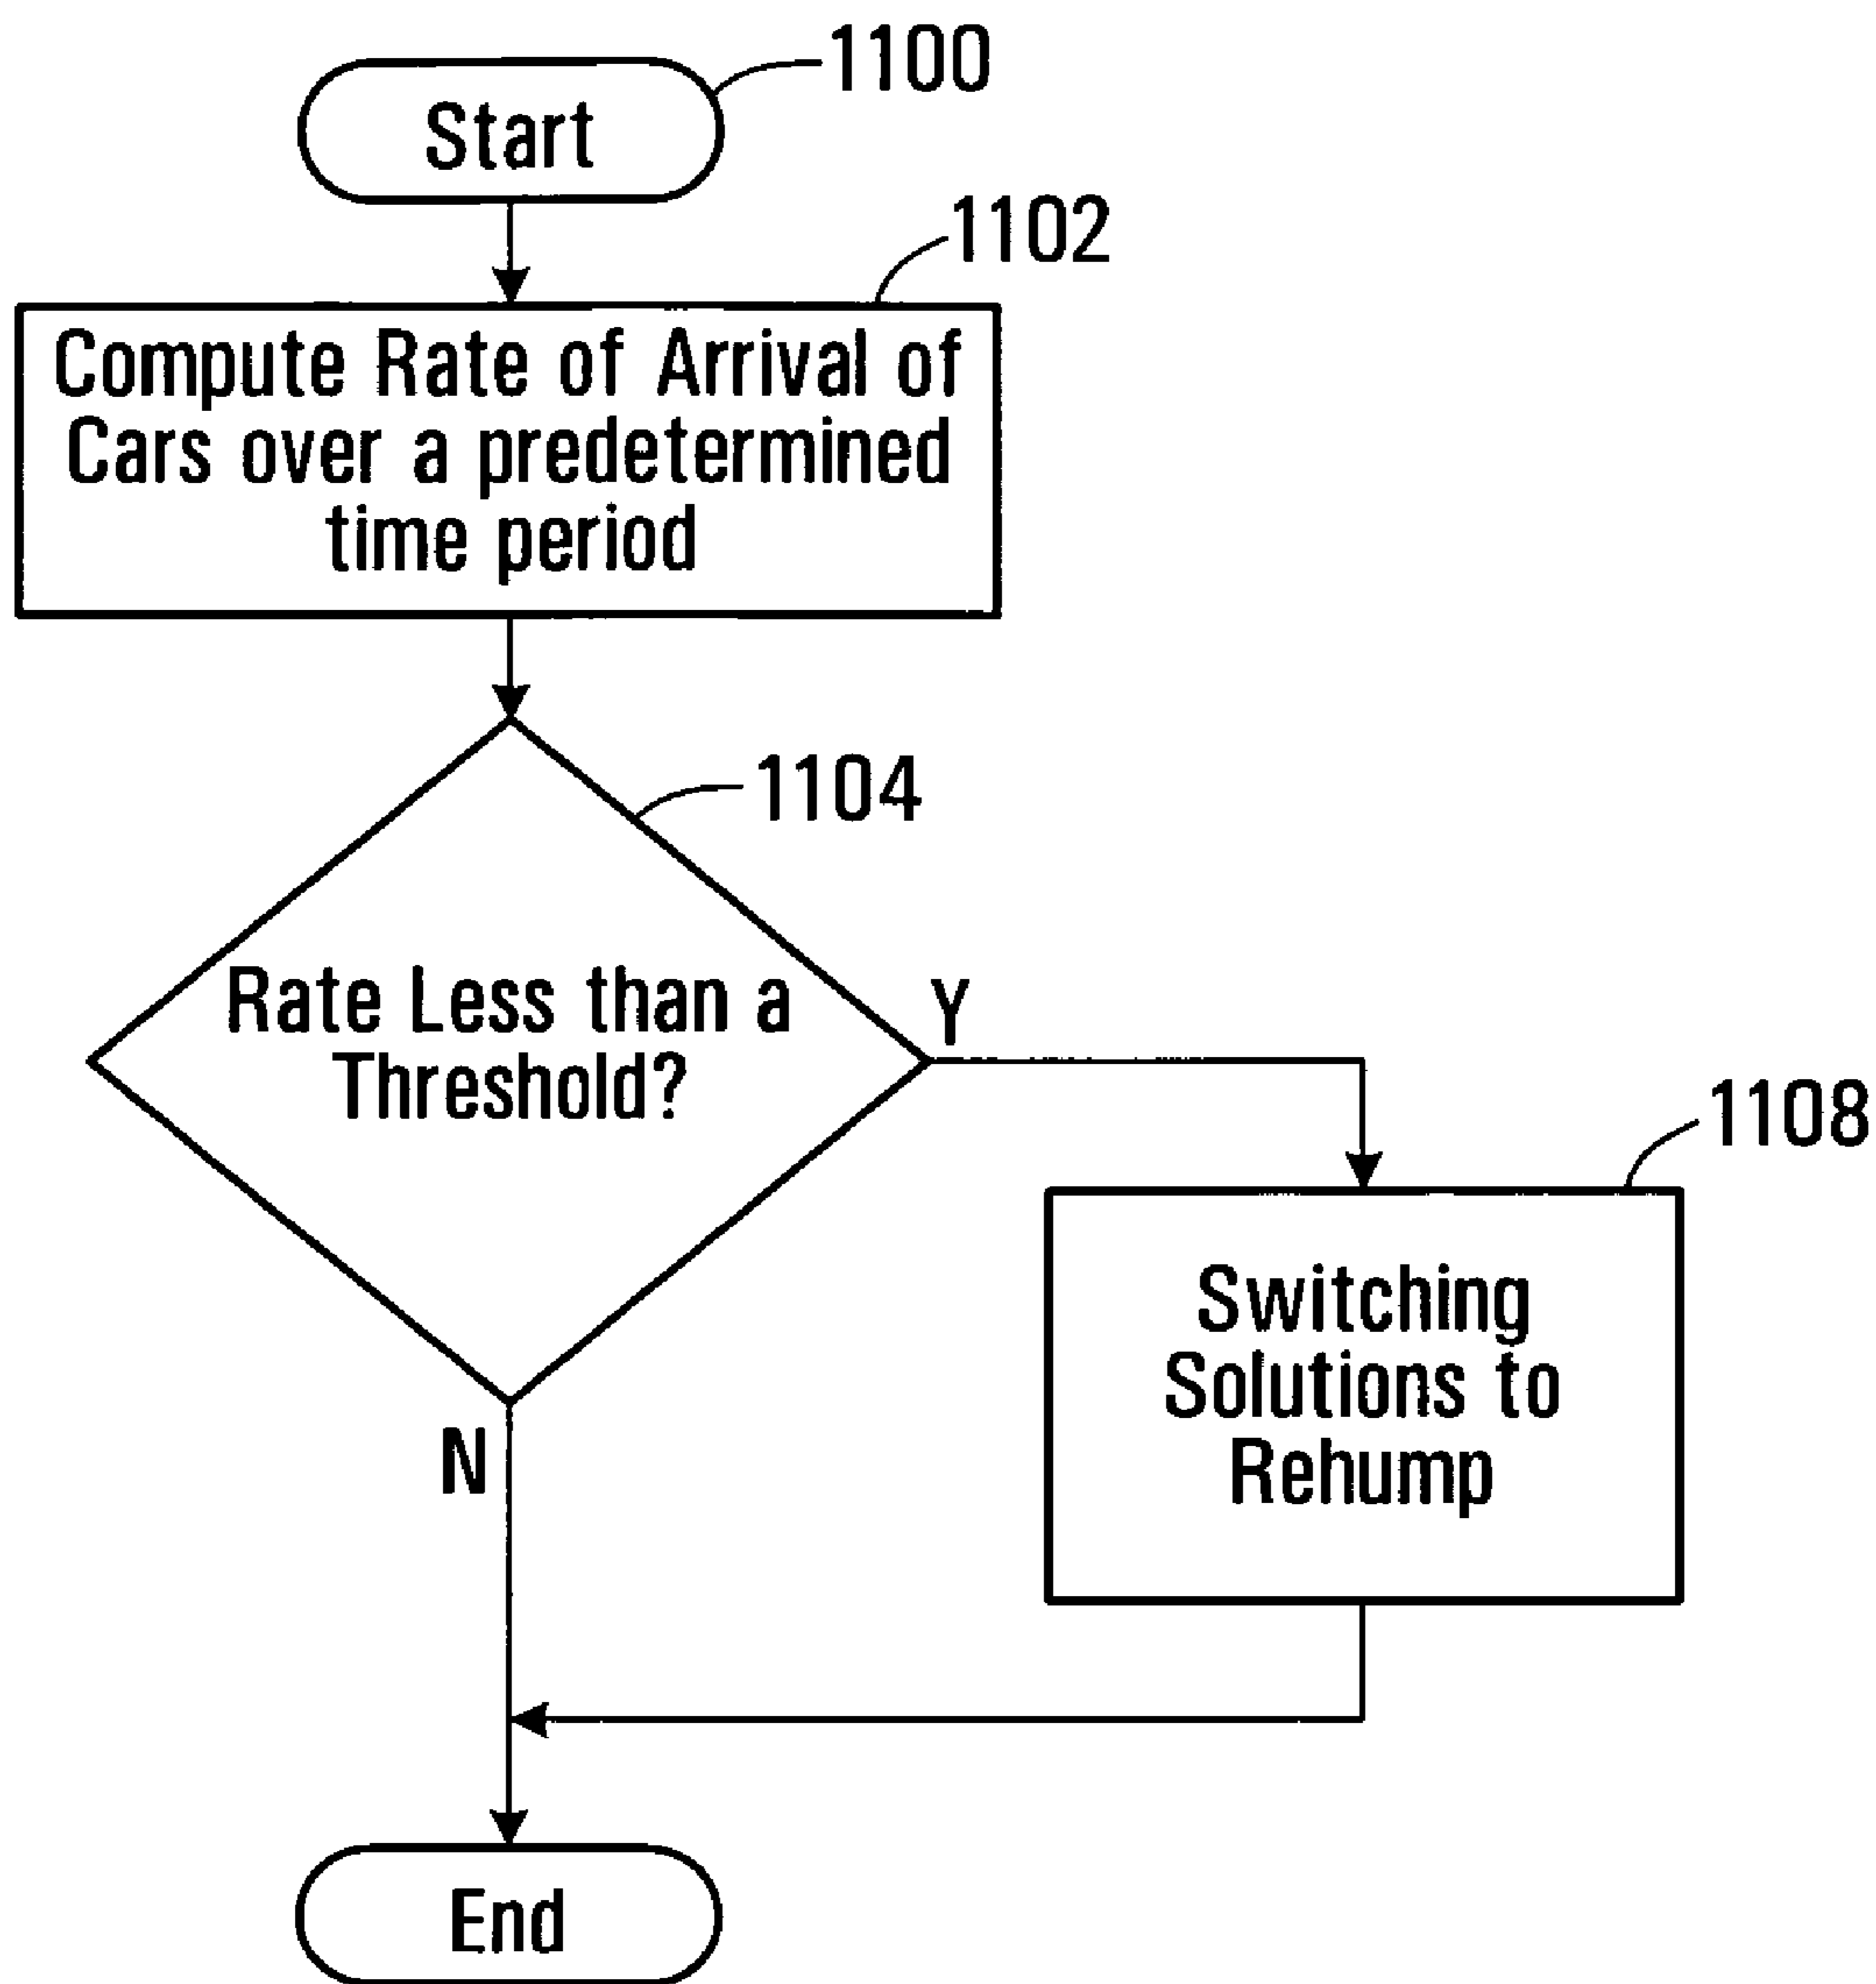 1100
Start
1102
Compute Rate of Arrival of
Cars over a predetermined
time period
1104
Rate Less than a
Threshold?
Y
1108
Switching
Solutions to
Rehump
N
End